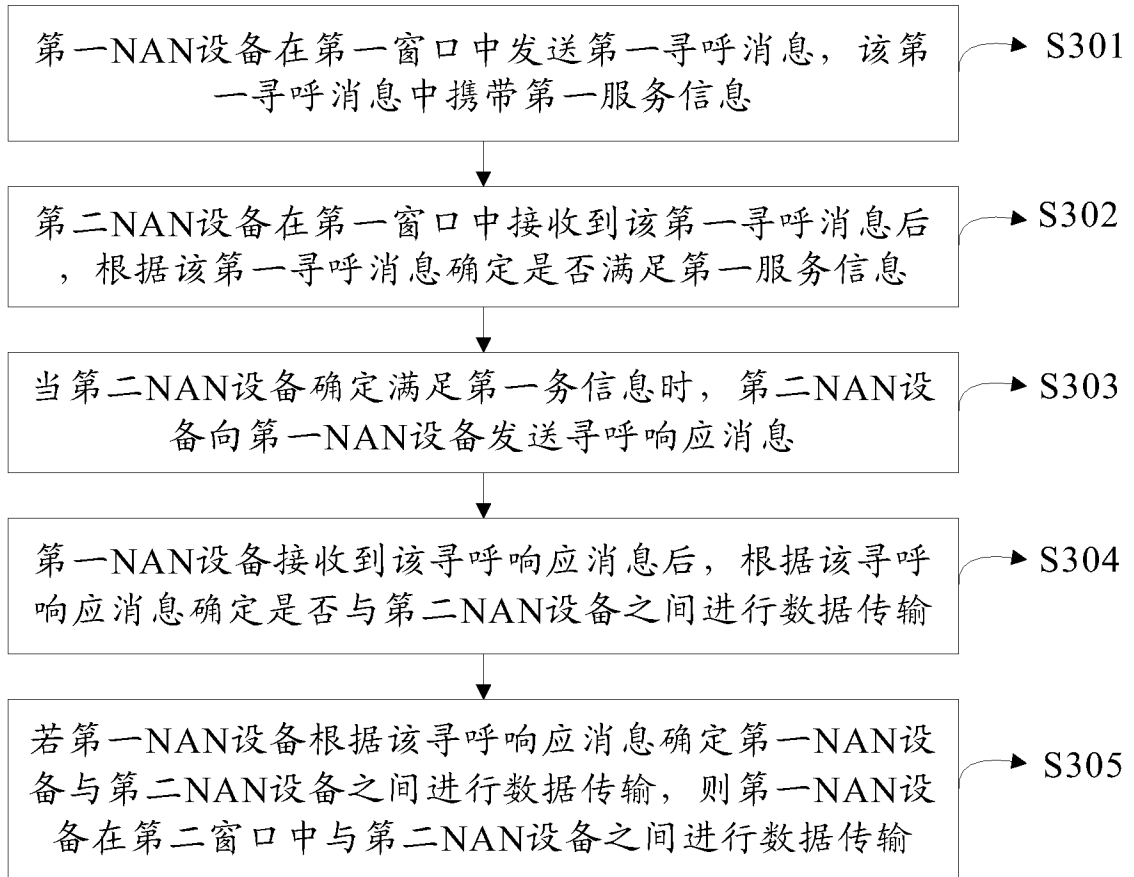 第一NAN设备在第一窗口中发送第一寻呼消息，该第
一寻呼消息中携带第一服务信息
S301
第二NAN设备在第一窗口中接收到该第一寻呼消息后
，根据该第一寻呼消息确定是否满足第一服务信息
S302
当第二NAN设备确定满足第一务信息时，第二NAN设
备向第一NAN设备发送寻呼响应消息
S303
第一NAN设备接收到该寻呼响应消息后，根据该寻呼
响应消息确定是否与第二NAN设备之间进行数据传输
S304
若第一NAN设备根据该寻呼响应消息确定第一NAN设
备与第二NAN设备之间进行数据传输，则第一NAN设
备在第二窗口中与第二NAN设备之间进行数据传输
S305